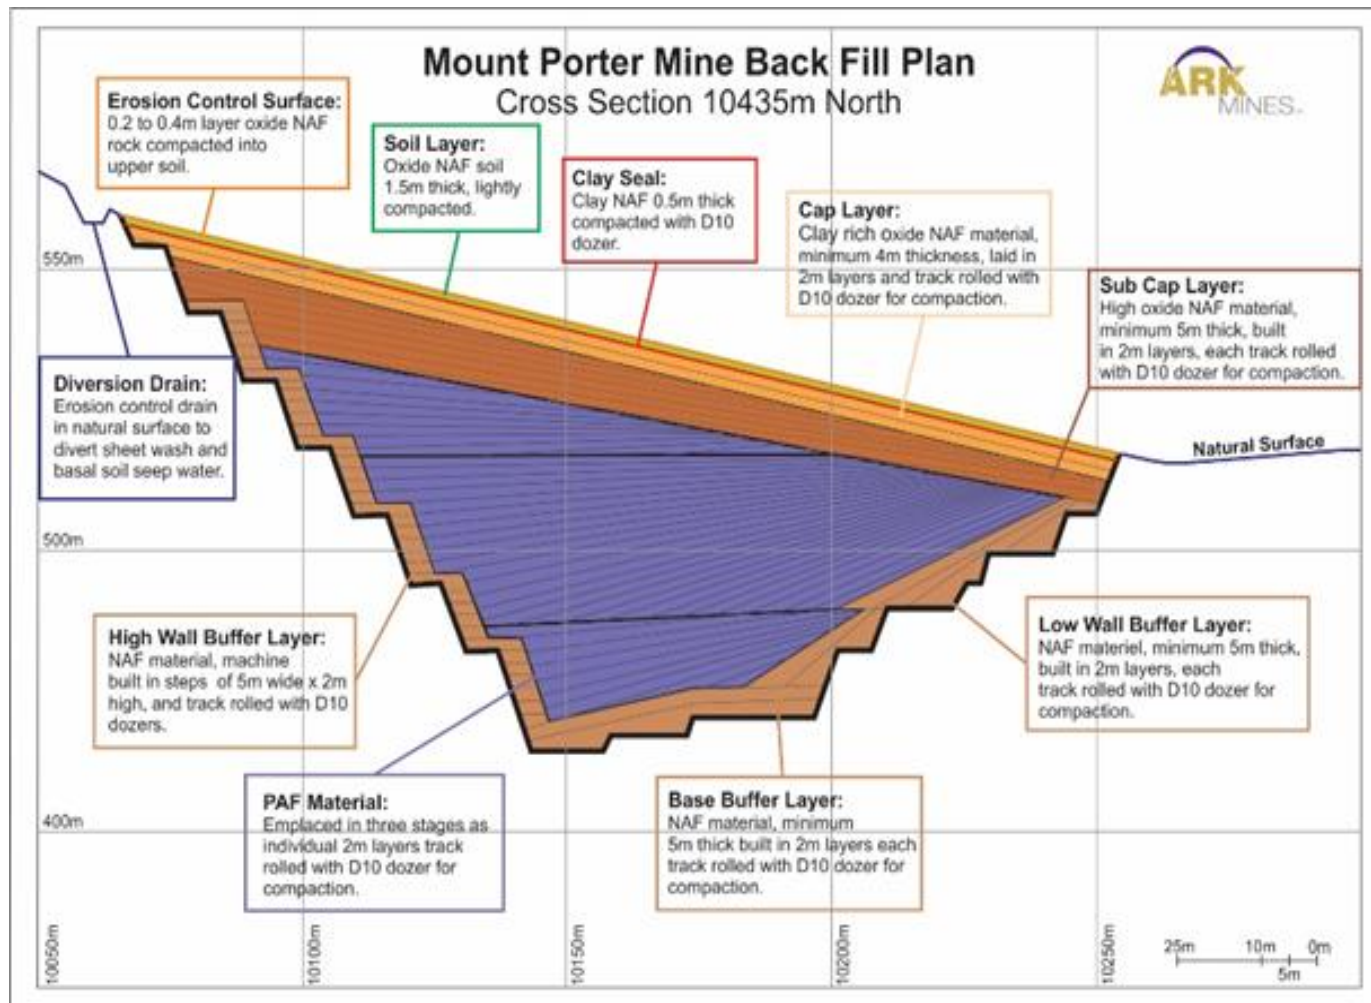 Mount Porter Mine Back Fill Plan
Cross Section 10435m North
ARK
MINES
Erosion Control Surface:
0.2 to 0.4m layer oxide NAF
rock compacted into
upper soil.
Soil Layer:
Oxide NAF soil
1.5m thick, lightly
compacted.
Clay Seal:
Clay NAF 0.5m thick
compacted with D10
dozer.
Cap Layer:
Clay rich oxide NAF material,
minimum 4m thickness, laid in
2m layers and track rolled with
D10 dozer for compaction.
Sub Cap Layer:
High oxide NAF material,
minimum 5m thick, built
in 2m layers, each track rolled
with D10 dozer for compaction.
550m
Diversion Drain:
Erosion control drain
in natural surface to
divert sheet wash and
basal soil seep water.
Natural Surface
500m
High Wall Buffer Layer:
NAF material, machine
built in steps of 5m wide x 2m
high, and track rolled with D10
dozers.
Low Wall Buffer Layer:
NAF materiel, minimum 5m thick,
built in 2m layers, each
track rolled with D10 dozer for
compaction.
PAF Material:
Emplaced in three stages as
individual 2m layers track
rolled with D10 dozer for
compaction.
Base Buffer Layer:
NAF material, minimum
5m thick built in 2m layers each
track rolled with D10 dozer for
compaction.
400m
10050m
10100m
10150m
10200m
10250m
25m 10m 0m
5m